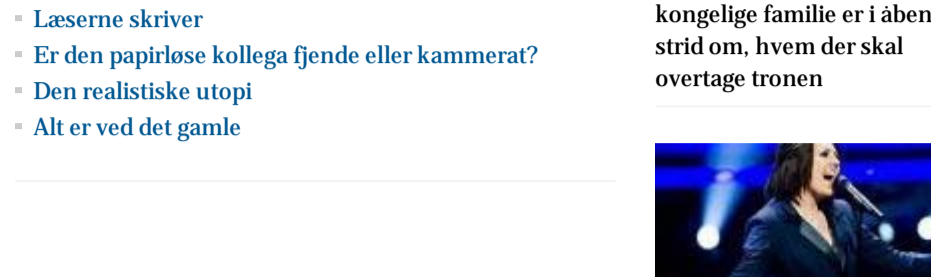 Læserne skriver
Er den papirløse kollega fjende eller kammerat?
Den realistiske utopi
Alt er ved det gamle
kongelige familie er i åben
strid om, hvem der skal
overtage tronen